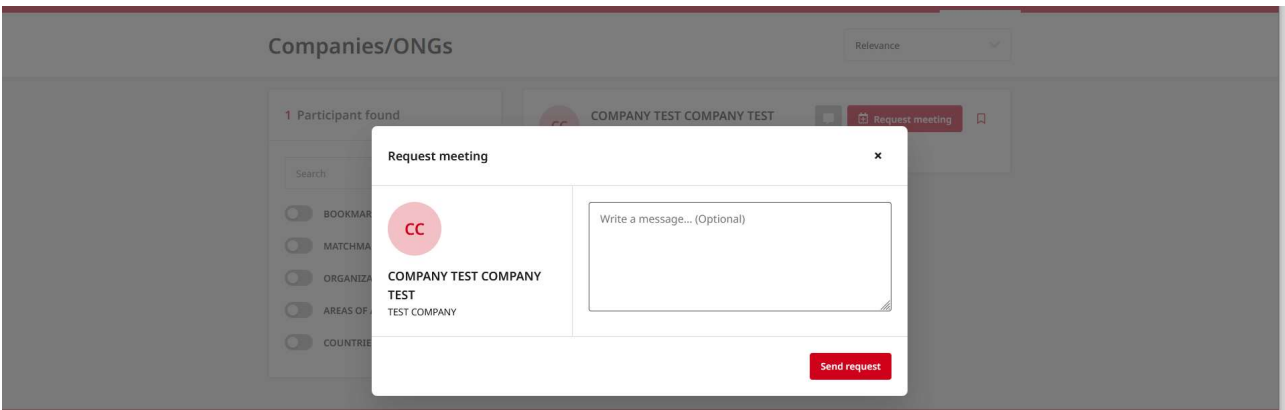 Companies/ONGs
Relevance
1 Participant found
CC
COMPANY TEST COMPANY TEST
Request meeting
Search
BOOKMAR
MATCHMA
ORGANIZA
AREAS OF
COUNTRIE
Request meeting
×
CC
COMPANY TEST COMPANY
TEST
TEST COMPANY
Write a message... (Optional)
Send request